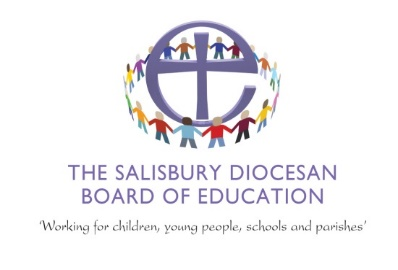 THE SALISBURY DIOCESAN
BOARD OF EDUCATION
'Working for children, young people, schools and parishes'